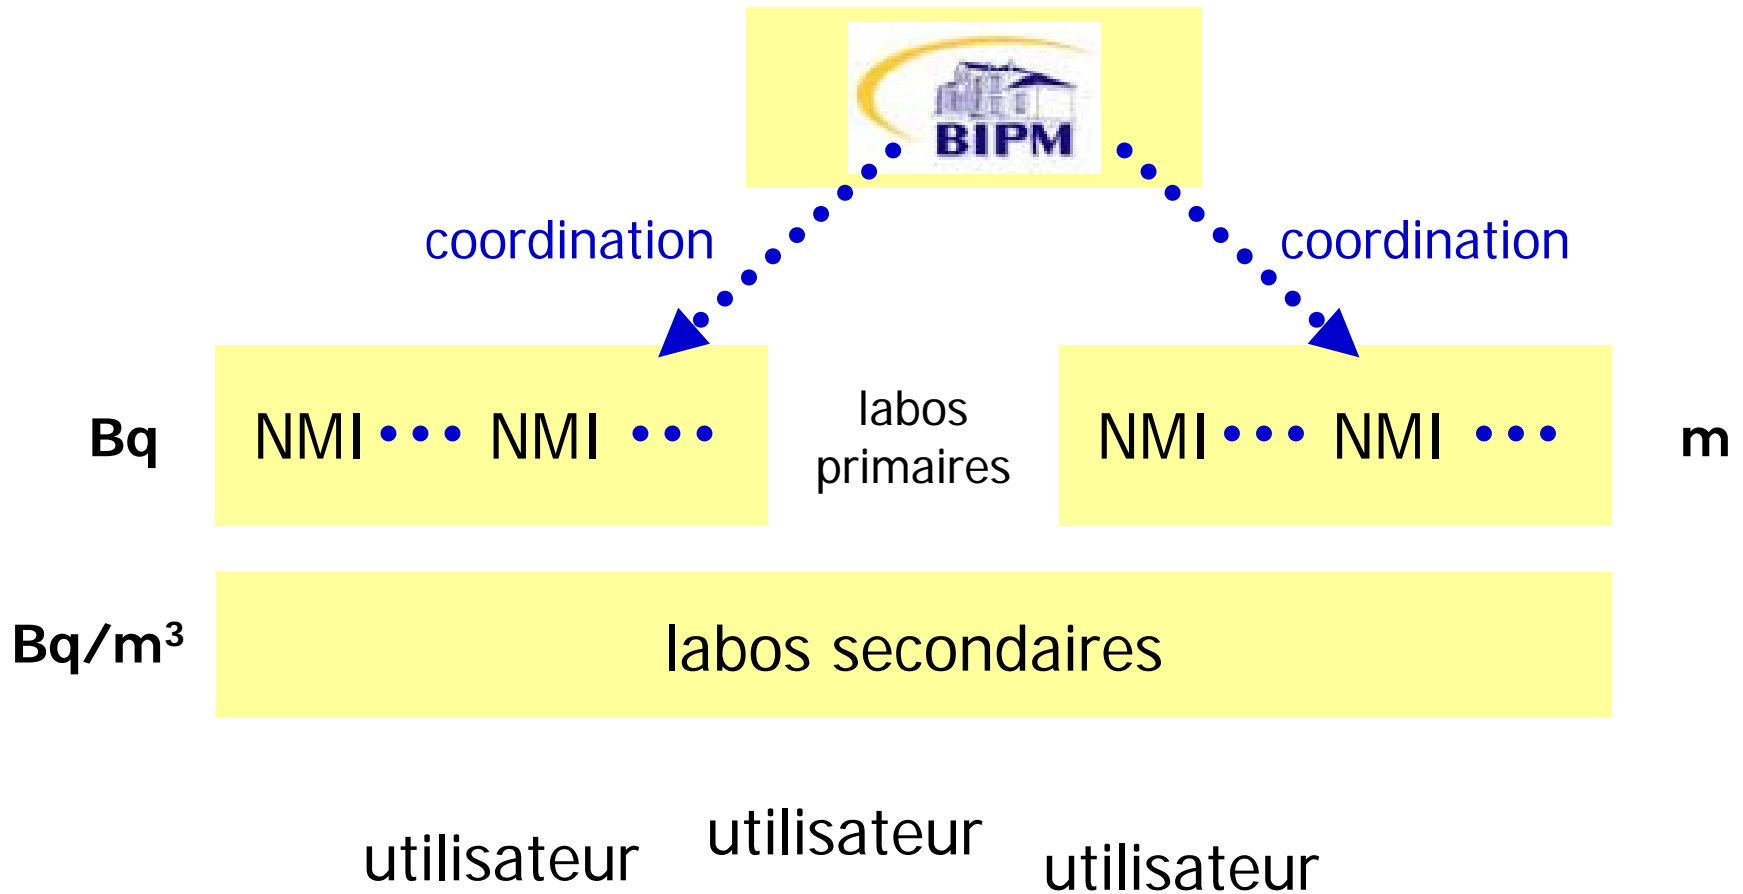 BIPM
coordination
coordination
Bq
NMI ••• NMI •••
labos
primaires
NMI ••• NMI •••
m
Bq/m³
labos secondaires
utilisateur
utilisateur
utilisateur